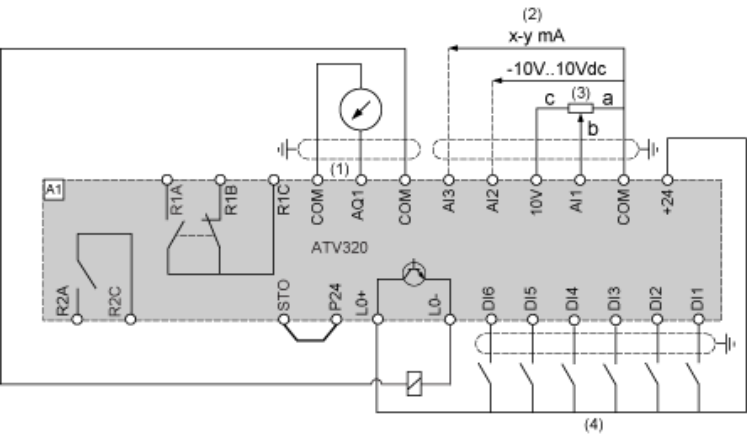 (2)
x-y mA
-10V..10Vdc
c (3) a
b
(1)
A1
R1A R1B R1C COM AQ1 COM AI3 AI2 10V AI1 COM +24
ATV320
R2A R2C STO P24 L0+ L0- DI6 DI5 DI4 DI3 DI2 DI1
(4)